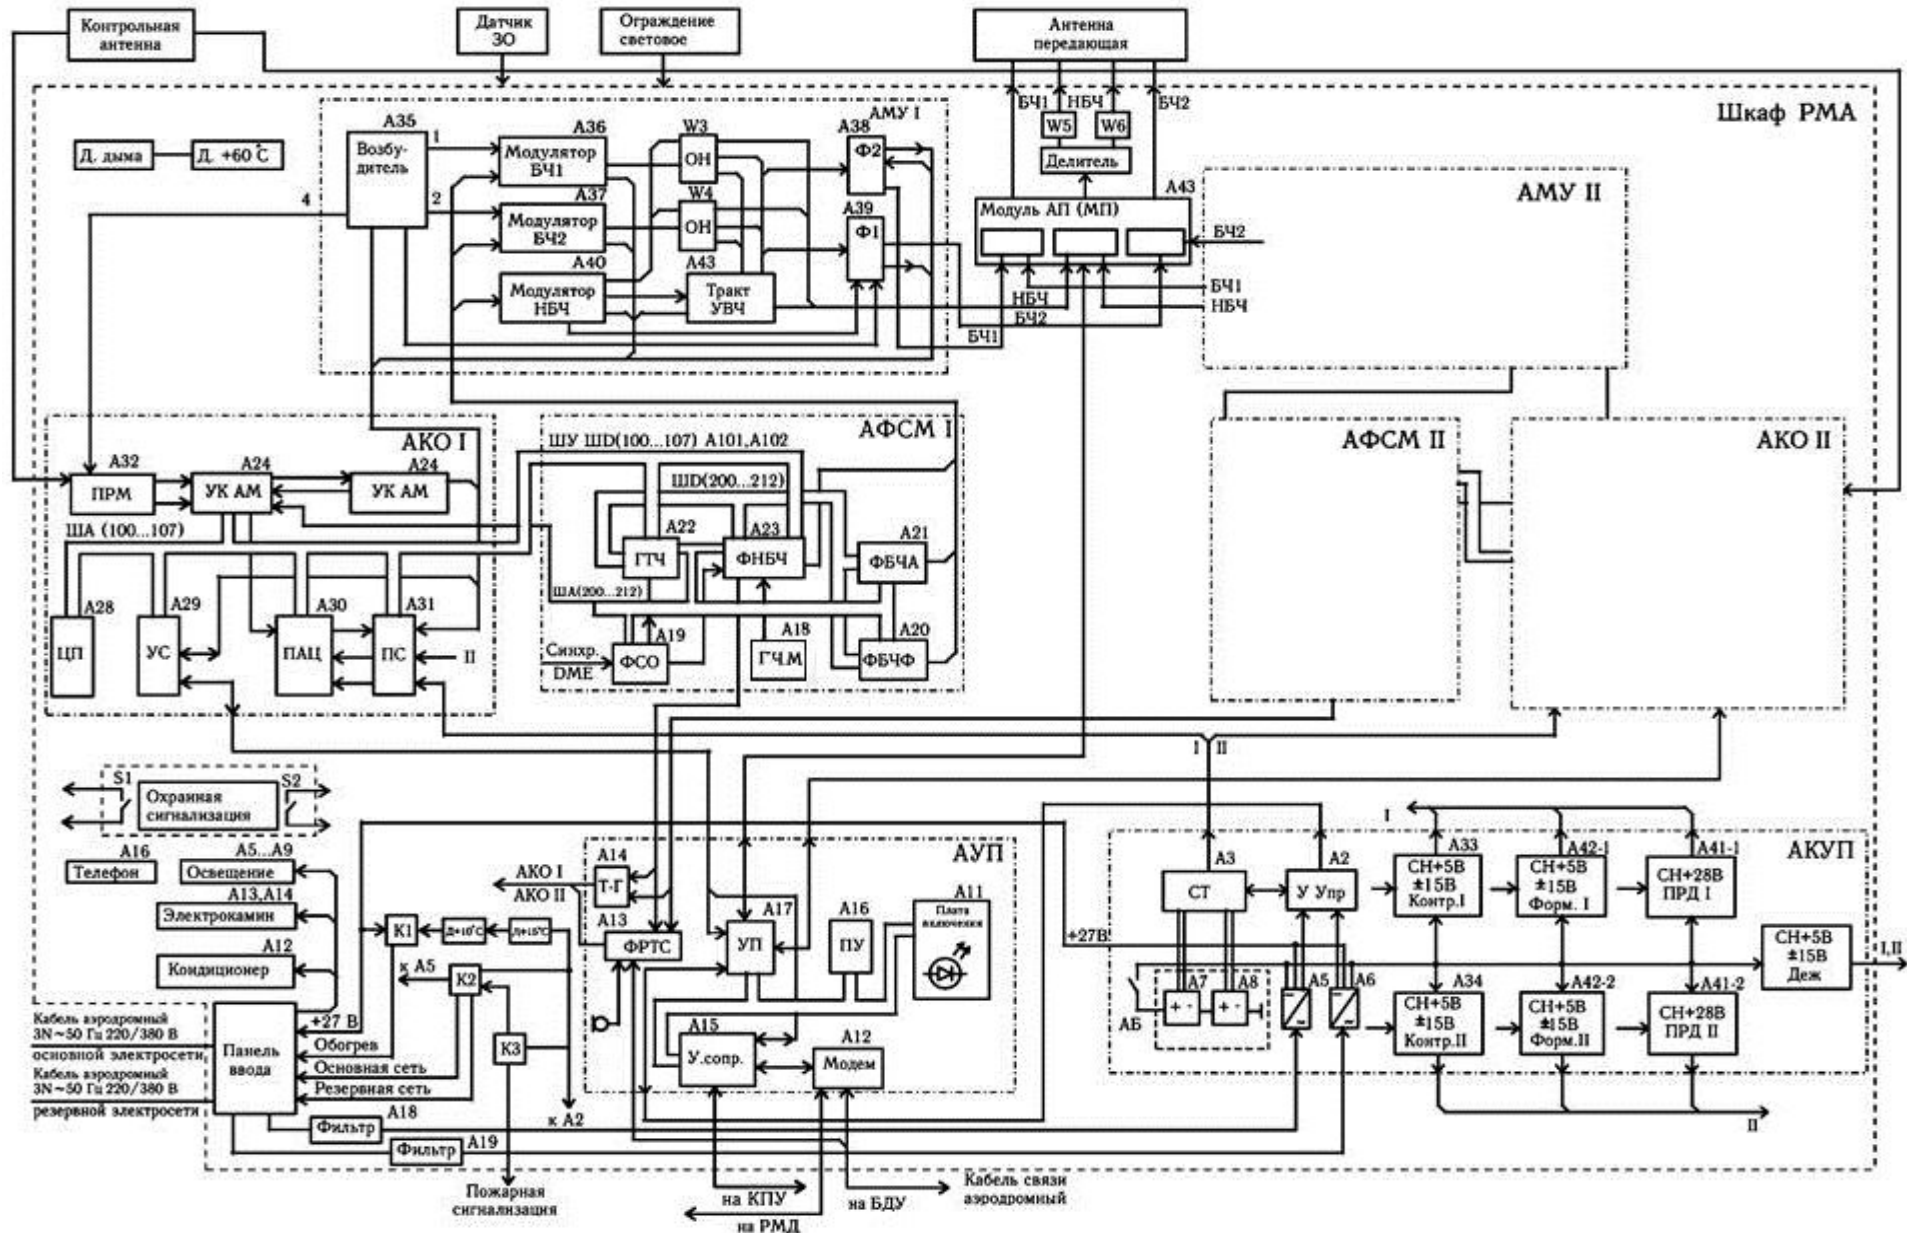 Контрольная
антенна
Датчик
ЗО
Ограждение
световое
Антенна
передающая
Шкаф РМА
БЧ1
НБЧ
БЧ2
W5
W6
Делитель
А43
Модуль АП (МП)
БЧ2
БЧ1
НБЧ
НБЧ
БЧ2
БЧ1
Д. дыма
Д. +60°С
АМУ I
А35
Возбу-
дитель
1
2
4
А36
Модулятор
БЧ1
А37
Модулятор
БЧ2
А40
Модулятор
НБЧ
W3
ОН
W4
ОН
А43
Тракт
УВЧ
А38
Ф2
А39
Ф1
АМУ II
АФСМ II
АКО II
АКО I
А32
ПРМ
А24
УК АМ
А24
УК АМ
ША (100...107)
А28
ЦП
А29
УС
А30
ПАЦ
А31
ПС
II
АФСМ I
ШУ ШD(100...107) А101,А102
ШD(200...212)
А22
ГТЧ
А23
ФНБЧ
А21
ФБЧА
ША(200...212)
А19
ФСО
А18
ГЧ.М
А20
ФБЧФ
Синхр.
DME
I II
S1
Охранная
сигнализация
S2
А16
Телефон
А5...А9
Освещение
А13,А14
Электрокамин
А12
Кондиционер
К1
Д+10°С
Д+15°С
к А5
К2
К3
Панель
ввода
+27 В
Обогрев
Основная сеть
Резервная сеть
Кабель аэродромный
3N~50 Гц 220/380 В
основной электросети
Кабель аэродромный
3N~50 Гц 220/380 В
резервной электросети
А18
Фильтр
А19
Фильтр
к А2
Пожарная
сигнализация
АУП
АКО I
АКО II
А14
Т-Г
А13
ФРТС
А17
УП
А16
ПУ
А11
Плата
включения
А15
У.сопр.
А12
Модем
на КПУ
на РМД
на БДУ
Кабель связи
аэродромный
АКУП
I
А3
СТ
А2
У Упр
А33
СН+5В
±15В
Контр.I
А42-1
СН+5В
±15В
Форм. I
А41-1
СН+28В
ПРД I
+27В
СН+5В
±15В
Деж
I,II
АБ
А7
+ -
А8
+ -
А5
А6
А34
СН+5В
±15В
Контр.II
А42-2
СН+5В
±15В
Форм.II
А41-2
СН+28В
ПРД II
II